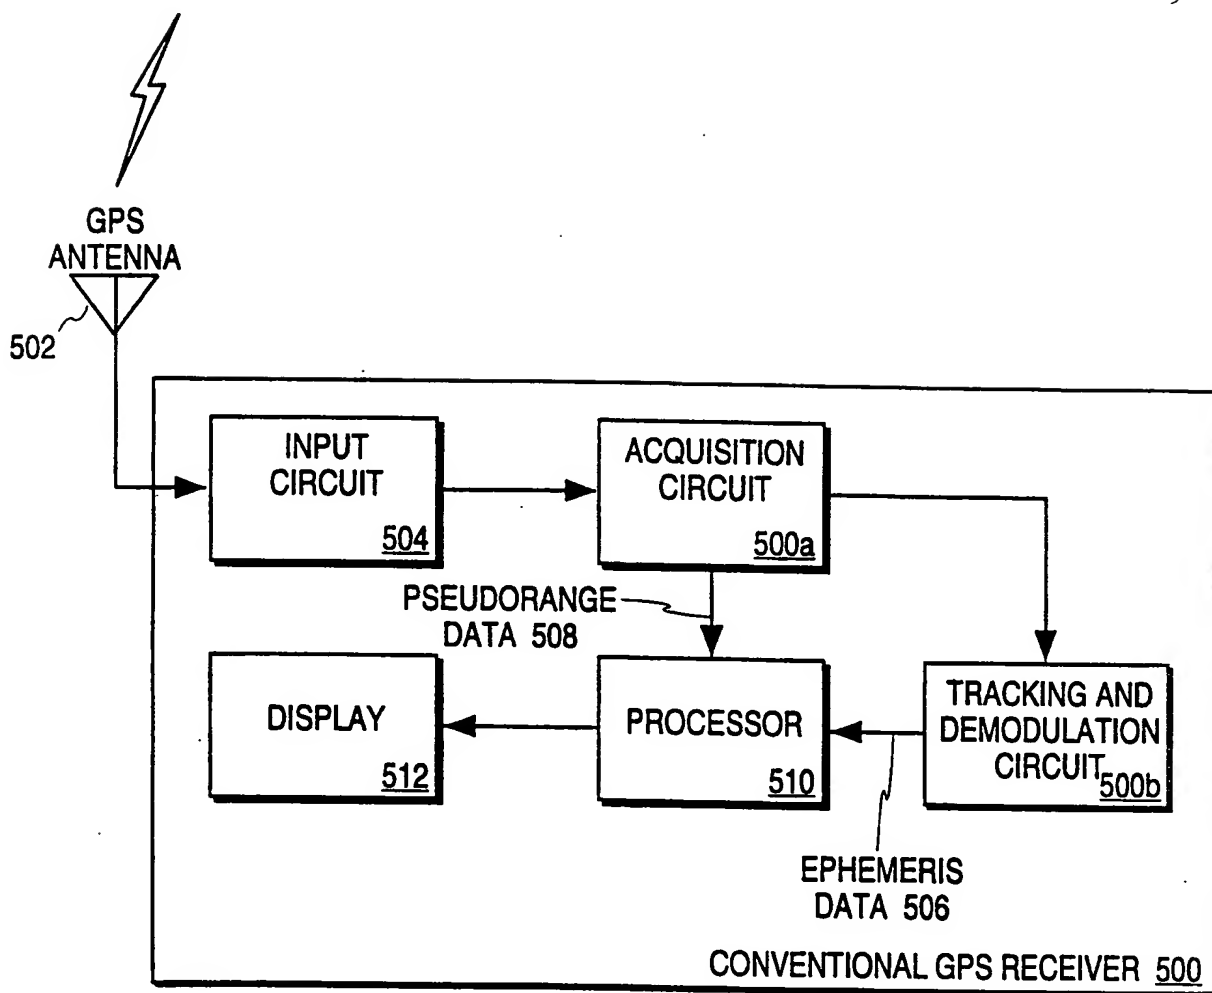 GPS
ANTENNA
502
INPUT
CIRCUIT
504
ACQUISITION
CIRCUIT
500a
PSEUDORANGE
DATA 508
DISPLAY
512
PROCESSOR
510
TRACKING AND
DEMODULATION
CIRCUIT
500b
EPHEMERIS
DATA 506
CONVENTIONAL GPS RECEIVER 500